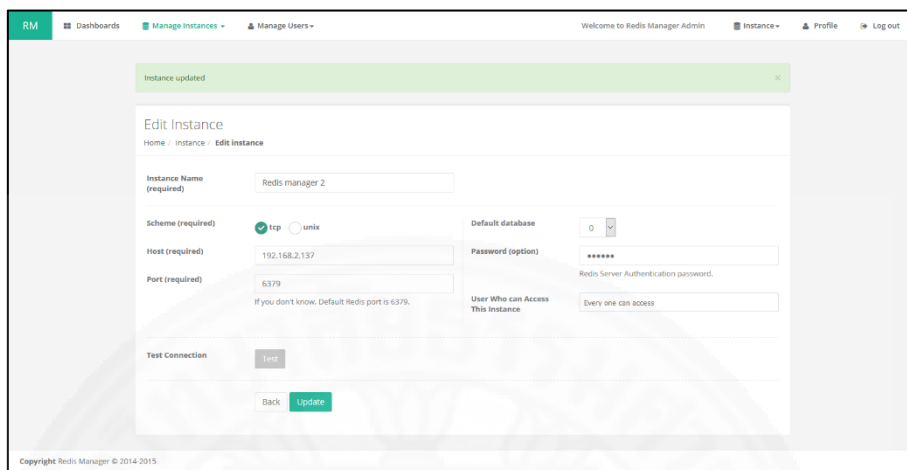 RM Dashboards Manage Instances Manage Users Welcome to Redis Manager Admin Instance Profile Log out
Instance updated ×
Edit Instance
Home / Instance / Edit instance
Instance Name
(required)
Redis manager 2
Scheme (required)
tcp unix
Host (required)
192.168.2.137
Port (required)
6379
If you don't know. Default Redis port is 6379.
Default database
0
Password (option)
••••••
Redis Server Authentication password.
User Who can Access
This Instance
Every one can access
Test Connection
Test
Back Update
Copyright Redis Manager © 2014-2015